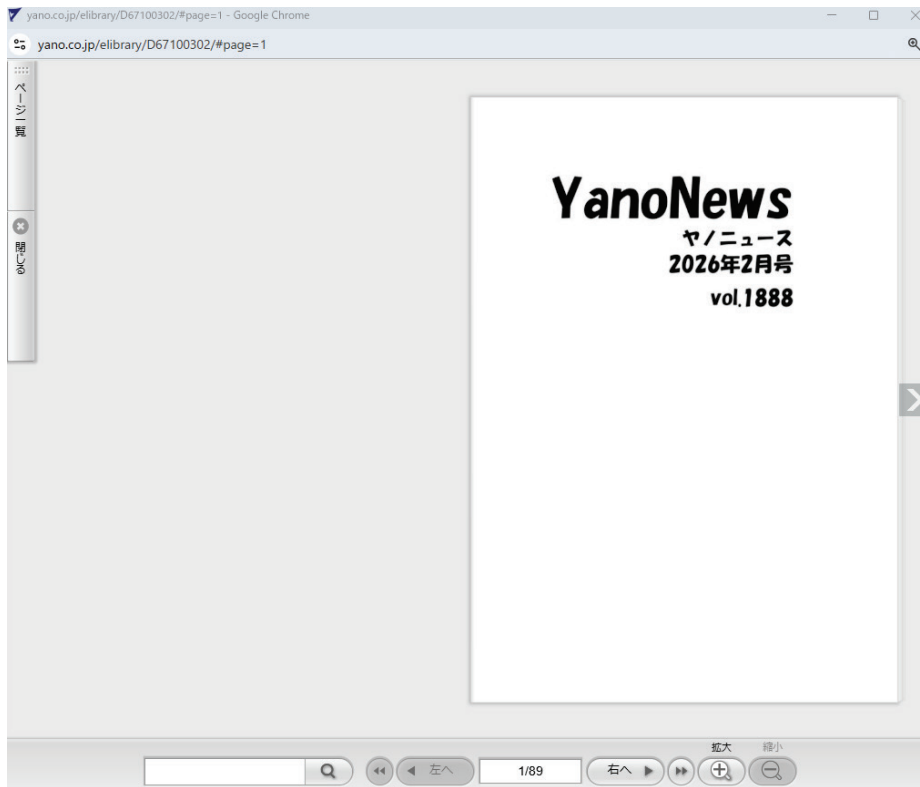 yano.co.jp/elibrary/D67100302/#page=1 - Google Chrome
yano.co.jp/elibrary/D67100302/#page=1
ページ一覧
閉じる
YanoNews
ヤノニュース
2026年2月号
vol.1888
拡大 縮小
左へ 1/89 右へ